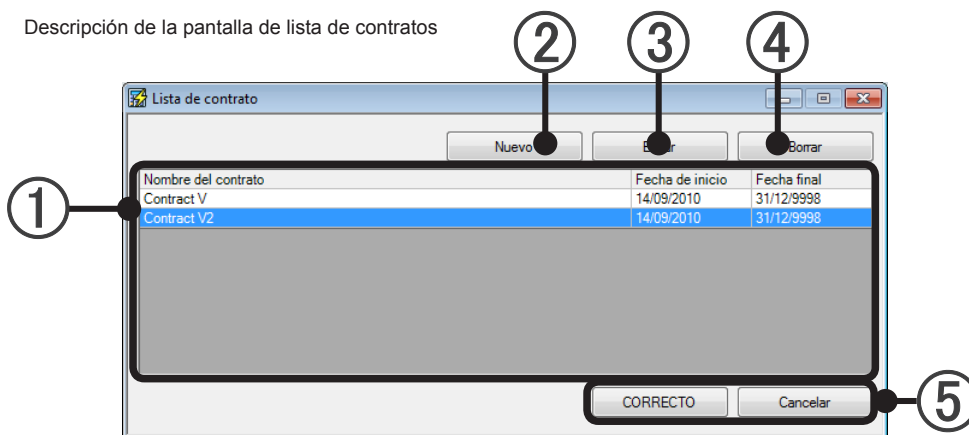 Descripción de la pantalla de lista de contratos
② ③ ④
Lista de contrato
Nuevo Borrar
①
Nombre del contrato Fecha de inicio Fecha final
Contract V 14/09/2010 31/12/9998
Contract V2 14/09/2010 31/12/9998
CORRECTO Cancelar
⑤